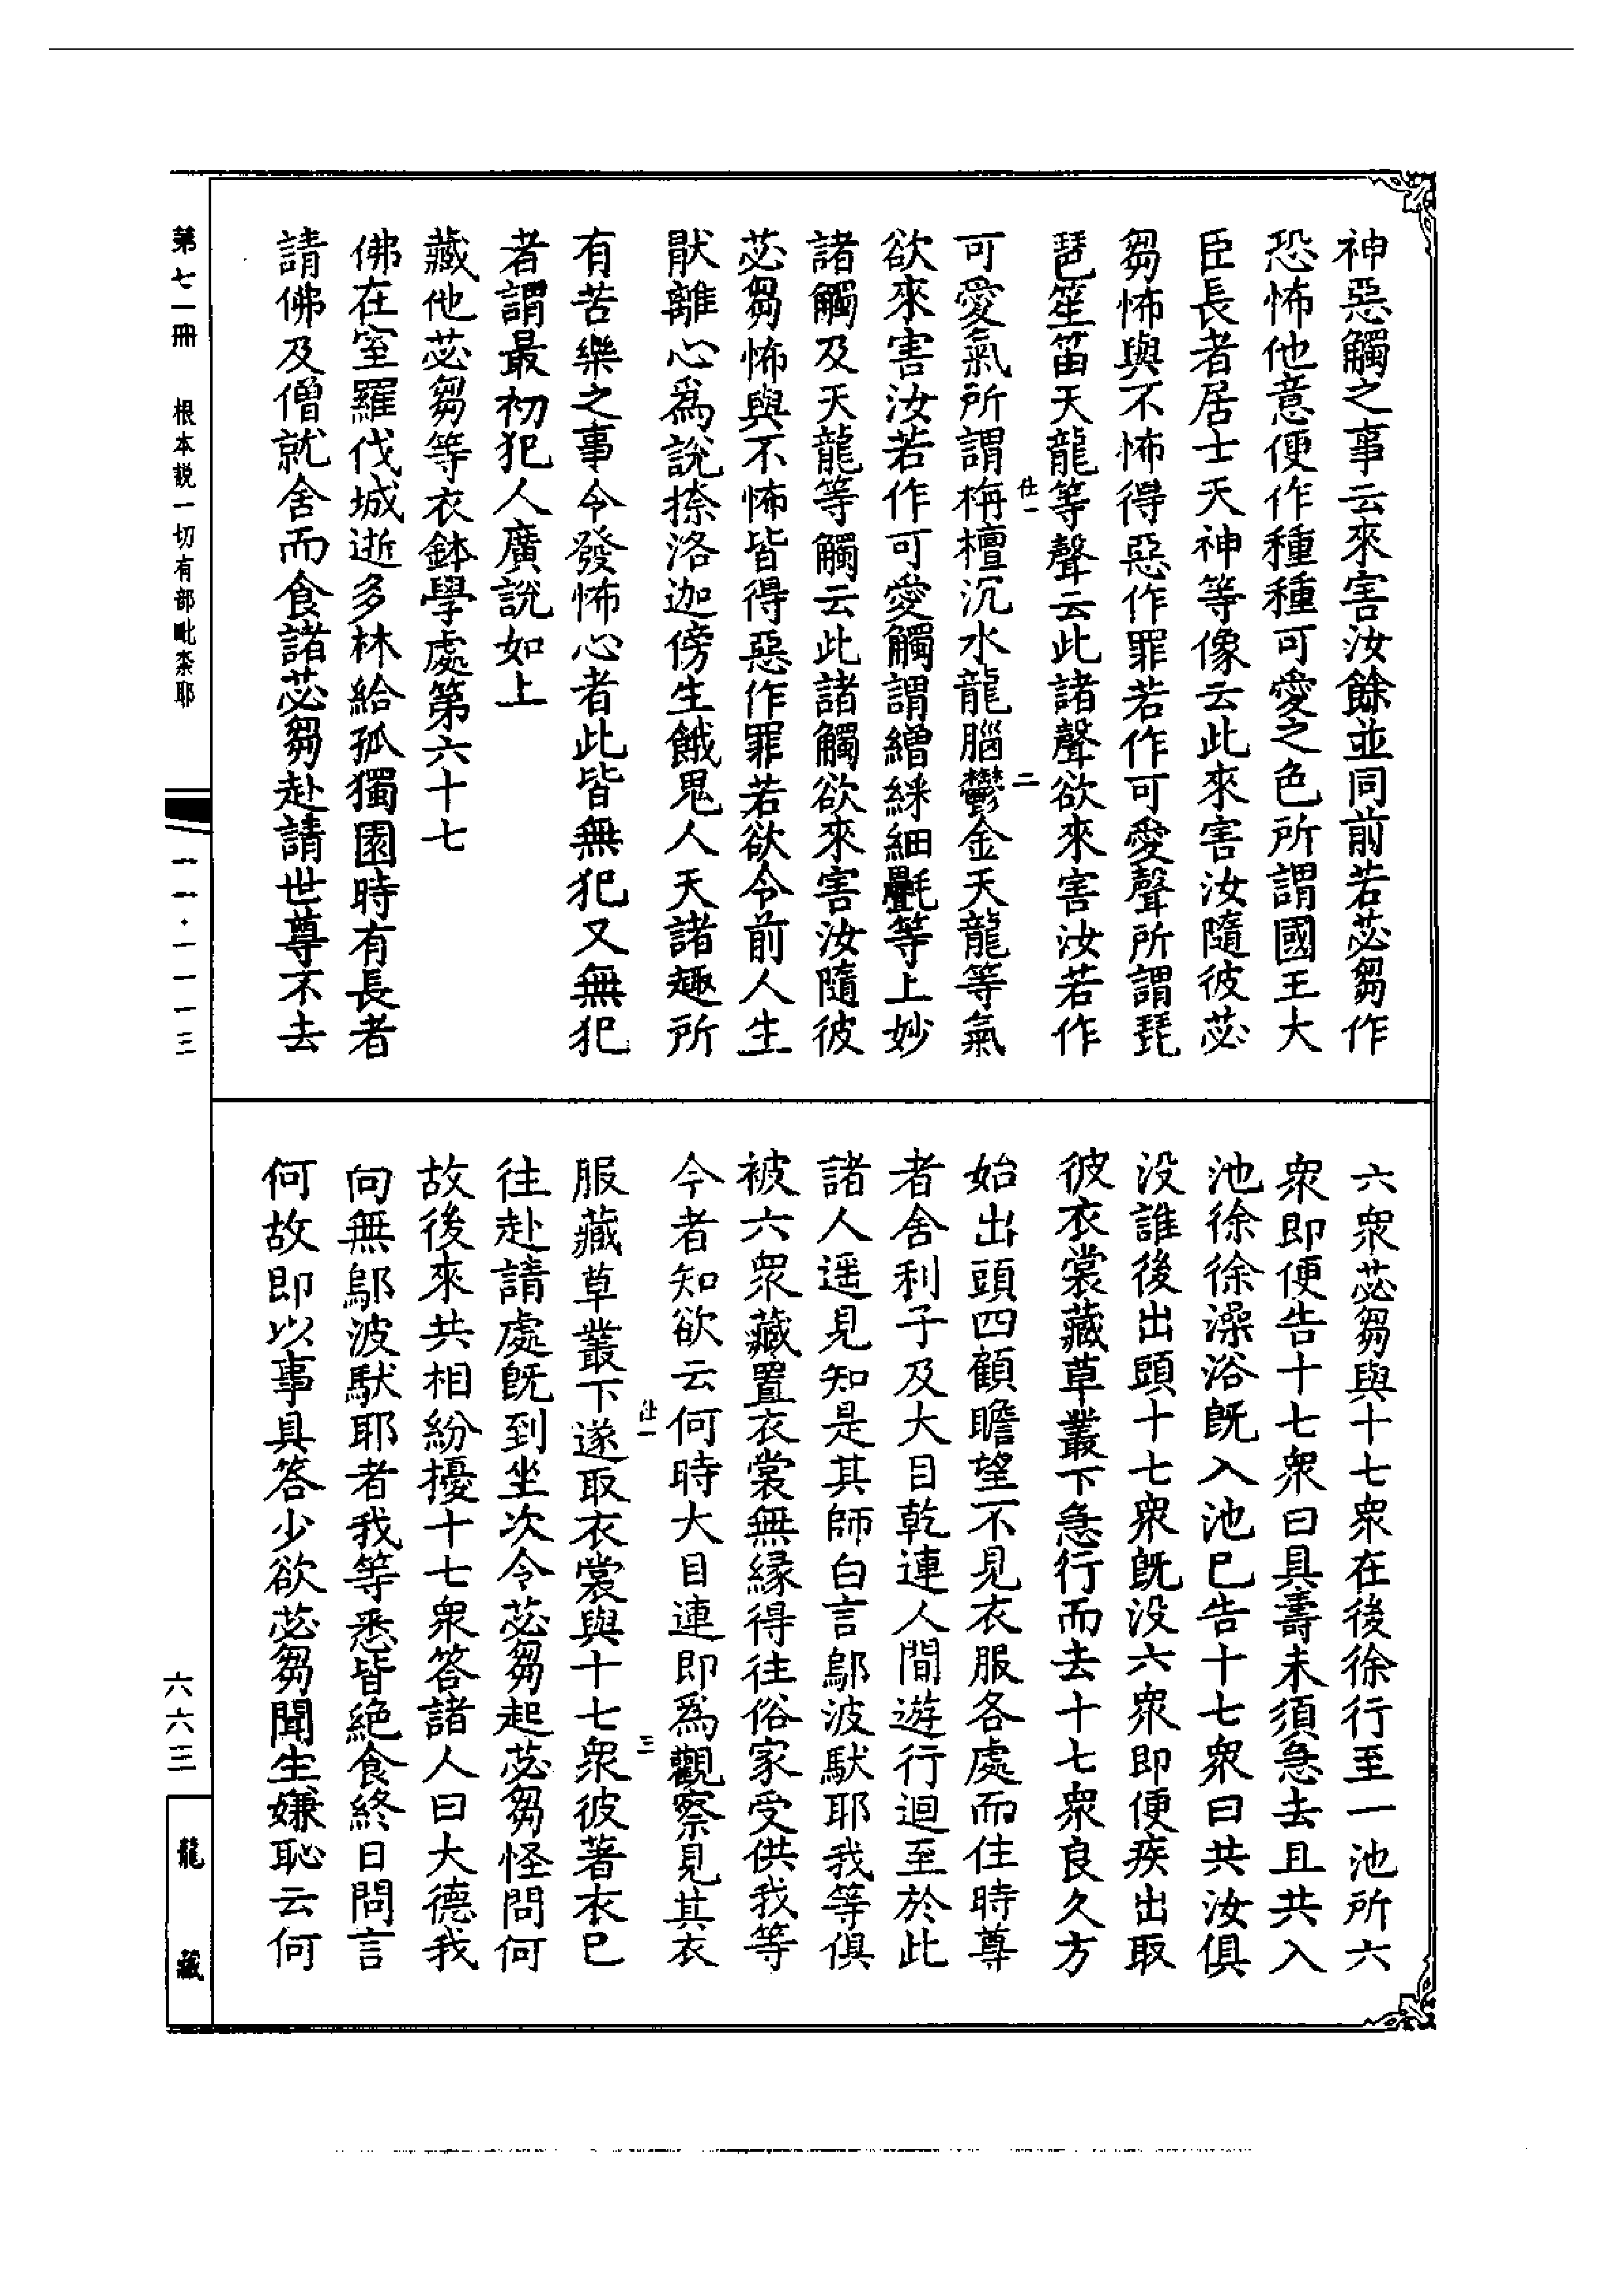 神惡觸之事云來害汝餘並同前若苾芻作
恐怖他意便作種種可愛之色所謂國王大
臣長者居士天神等像云此來害汝隨彼苾
芻怖與不怖得惡作罪若作可愛聲所謂琵
琶笙笛天龍等聲云此諸聲欲來害汝若作
仕一
二
可愛氣所謂栴檀沉水龍腦鬱金天龍等氣
欲來害汝若作可愛觸謂繒綵細㲲等上妙
諸觸及天龍等觸云此諸觸欲來害汝隨彼
苾芻怖與不怖皆得惡作罪若欲令前人生
猒離心爲說捺洛迦傍生餓鬼人天諸趣所
有苦樂之事令發怖心者此皆無犯又無犯
者謂最初犯人廣說如上
藏他苾芻等衣鉢學處第六十七
佛在室羅伐城逝多林給孤獨園時有長者
請佛及僧就舍而食諸苾芻赴請世尊不去
六衆苾芻與十七衆在後徐行至一池所六
衆即便告十七衆曰具壽未須急去且共入
池徐徐澡浴旣入池已告十七衆曰共汝俱
没誰後出頭十七衆旣没六衆即便疾出取
彼衣裳藏草叢下急行而去十七衆良久方
始出頭四顧瞻望不見衣服各處而住時尊
者舍利子及大目乾連人間遊行迴至於此
諸人遥見知是其師白言鄔波馱耶我等俱
被六衆藏置衣裳無縁得往俗家受供我等
今者知欲云何時大目連即爲觀察見其衣
仕一
三
服藏草叢下遂取衣裳與十七衆彼著衣已
往赴請處旣到坐次令苾芻起苾芻怪問何
故後來共相紛擾十七衆答諸人曰大德我
向無鄔波馱耶者我等悉皆絕食終日問言
何故即以事具答少欲苾芻聞生嫌恥云何
第七一冊
根本説一切有部毗柰耶
一一·一一一三
六六三
龍藏